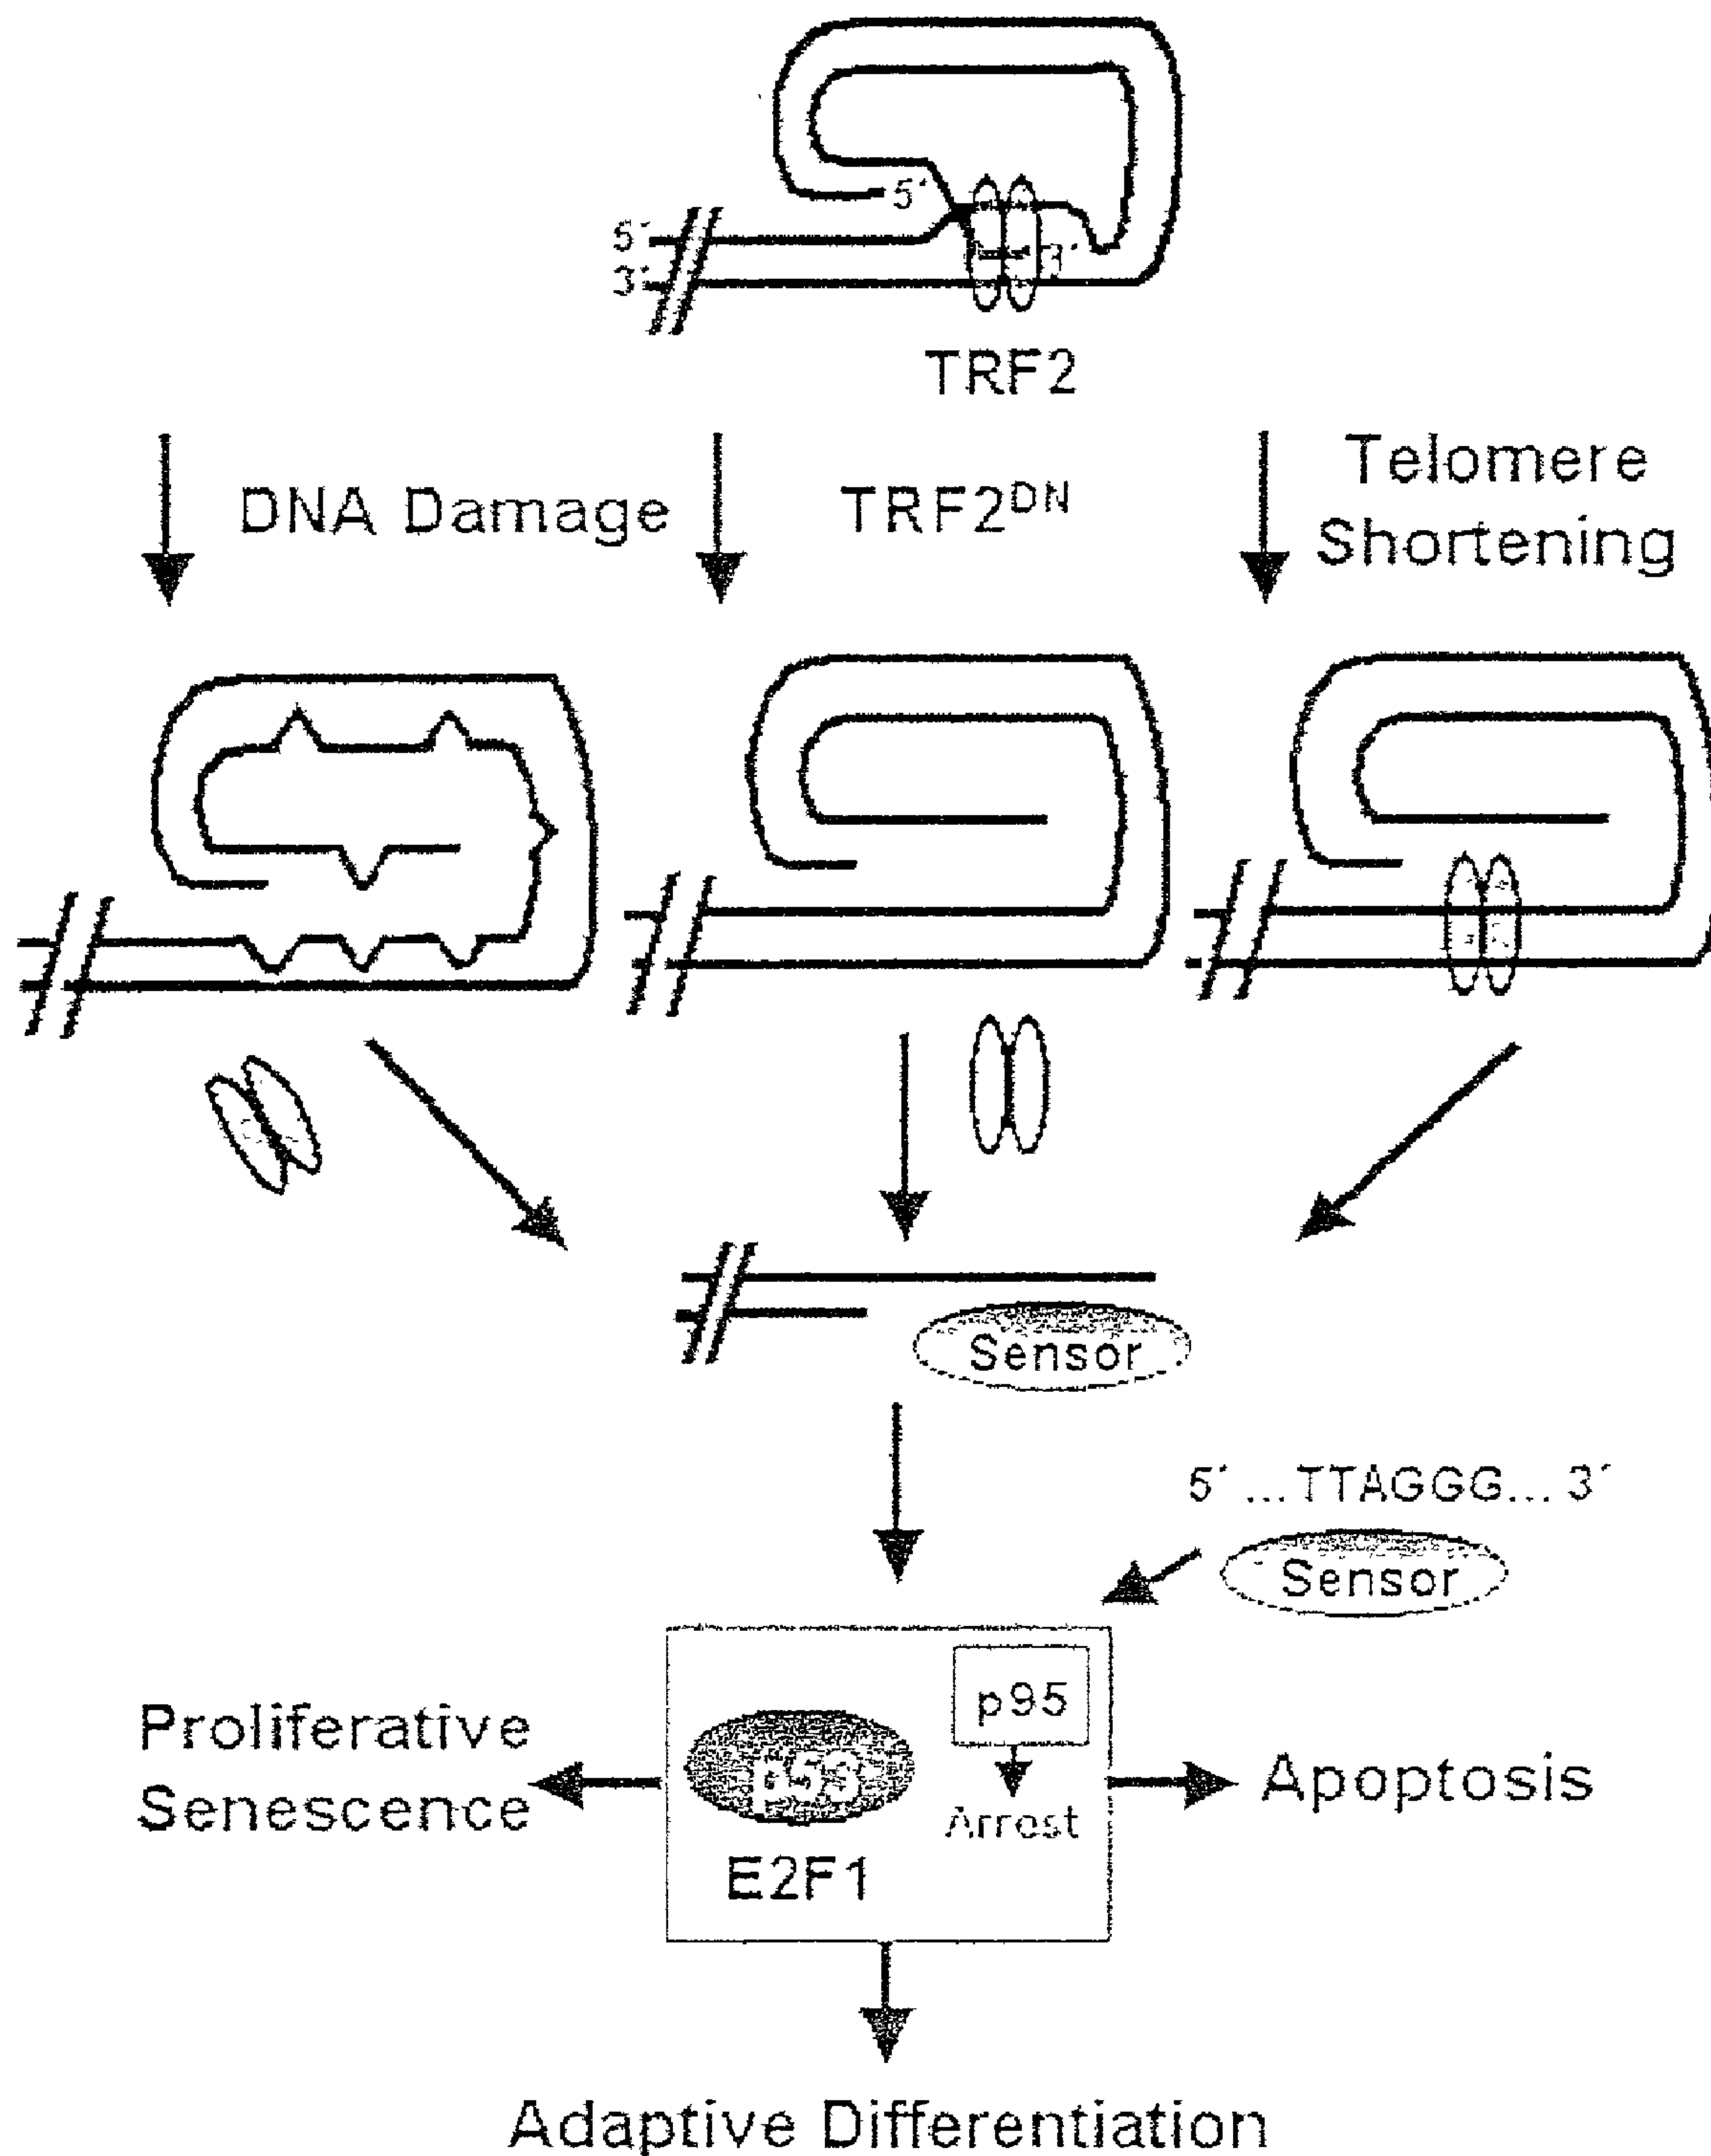 5'
5'
3'
3'
TRF2
DNA Damage
TRF2ᴰᴺ
Telomere
Shortening
Sensor
5' ...TTAGGG... 3'
Sensor
p95
Proliferative
Senescence
p53
Arrest
Apoptosis
E2F1
Adaptive Differentiation